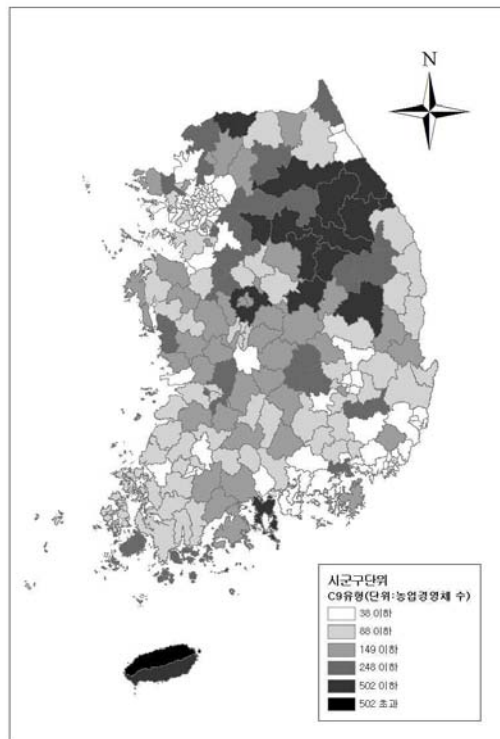 N
시군구단위
C9유형(단위:농업경영체 수)
38 이하
88 이하
149 이하
248 이하
502 이하
502 초과